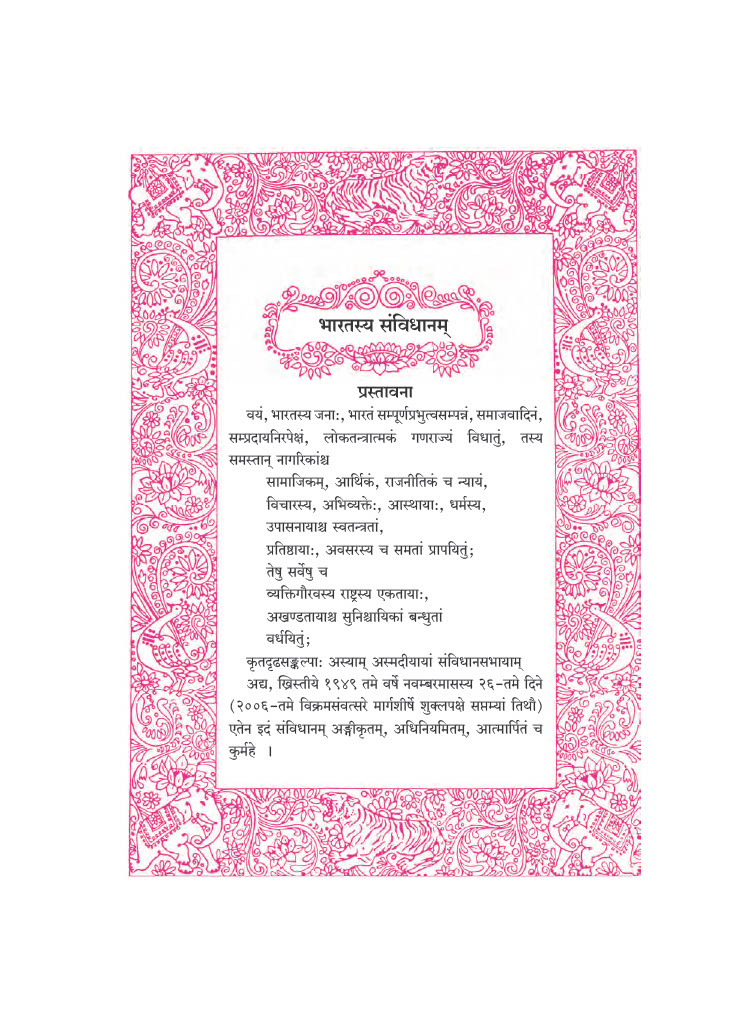 भारतस्य संविधानम्
प्रस्तावना
वयं, भारतस्य जनाः, भारतं सम्पूर्णप्रभुत्वसम्पन्नं, समाजवादिनं,
सम्प्रदायनिरपेक्षं, लोकतन्त्रात्मकं गणराज्यं विधातुं, तस्य
समस्तान् नागरिकांश्च
सामाजिकम्, आर्थिकं, राजनीतिकं च न्यायं,
विचारस्य, अभिव्यक्तेः, आस्थायाः, धर्मस्य,
उपासनायाश्च स्वतन्त्रतां,
प्रतिष्ठायाः, अवसरस्य च समतां प्रापयितुं;
तेषु सर्वेषु च
व्यक्तिगौरवस्य राष्ट्रस्य एकतायाः,
अखण्डतायाश्च सुनिश्चायिकां बन्धुतां
वर्धयितुं;
कृतदृढसङ्कल्पाः अस्याम् अस्मदीयायां संविधानसभायाम्
अद्य, ख्रिस्तीये १९४९ तमे वर्षे नवम्बरमासस्य २६-तमे दिने
(२००६-तमे विक्रमसंवत्सरे मार्गशीर्षे शुक्लपक्षे सप्तम्यां तिथौ)
एतेन इदं संविधानम् अङ्गीकृतम्, अधिनियमितम्, आत्मार्पितं च
कुर्महे ।